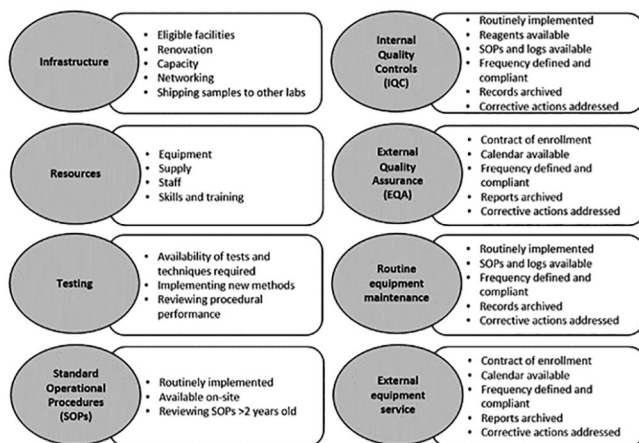 Infrastructure
• Eligible facilities
• Renovation
• Capacity
• Networking
• Shipping samples to other labs
Resources
• Equipment
• Supply
• Staff
• Skills and training
Testing
• Availability of tests and
techniques required
• Implementing new methods
• Reviewing procedural
performance
Standard
Operational
Procedures
(SOPs)
• Routinely implemented
• Available on-site
• Reviewing SOPs >2 years old
Internal
Quality
Controls
(IQC)
• Routinely implemented
• Reagents available
• SOPs and logs available
• Frequency defined and
compliant
• Records archived
• Corrective actions addressed
External
Quality
Assurance
(EQA)
• Contract of enrollment
• Calendar available
• Frequency defined and
compliant
• Reports archived
• Corrective actions addressed
Routine
equipment
maintenance
• Routinely implemented
• SOPs and logs available
• Frequency defined and
compliant
• Records archived
• Corrective actions addressed
External
equipment
service
• Contract of enrollment
• Calendar available
• Frequency defined and
compliant
• Reports archived
• Corrective actions addressed